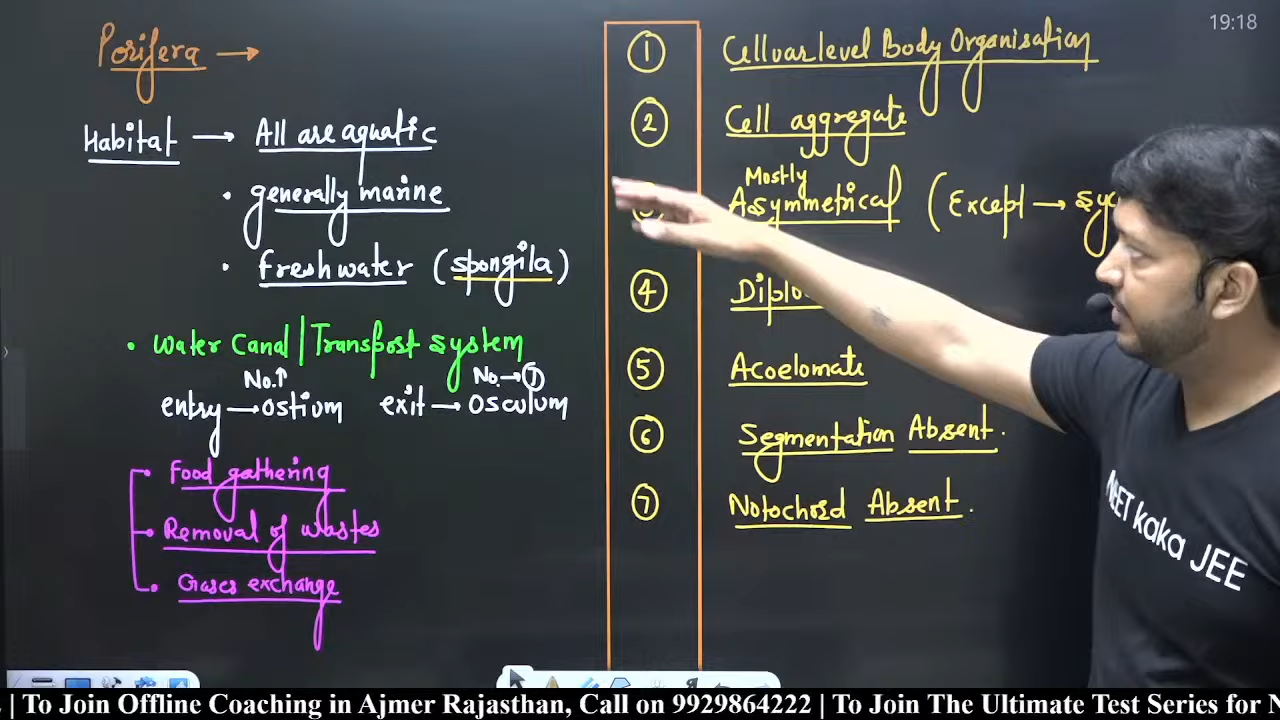 19:18
Porifera →
Habitat → All are aquatic
• generally marine
• freshwater (spongila)
• Water Canal | Transport system
No.↑
No. → ①
entry → Ostium exit → Osculum
• Food gathering
• Removal of wastes
• Gases exchange
① Celluar level Body Organisation
② Cell aggregate
Mostly
Asymmetrical (Except →
④
⑤ Acoelomate
⑥ Segmentation Absent.
⑦ Notochord Absent.
NEET kaka JEE
| To Join Offline Coaching in Ajmer Rajasthan, Call on 9929864222 | To Join The Ultimate Test Series for